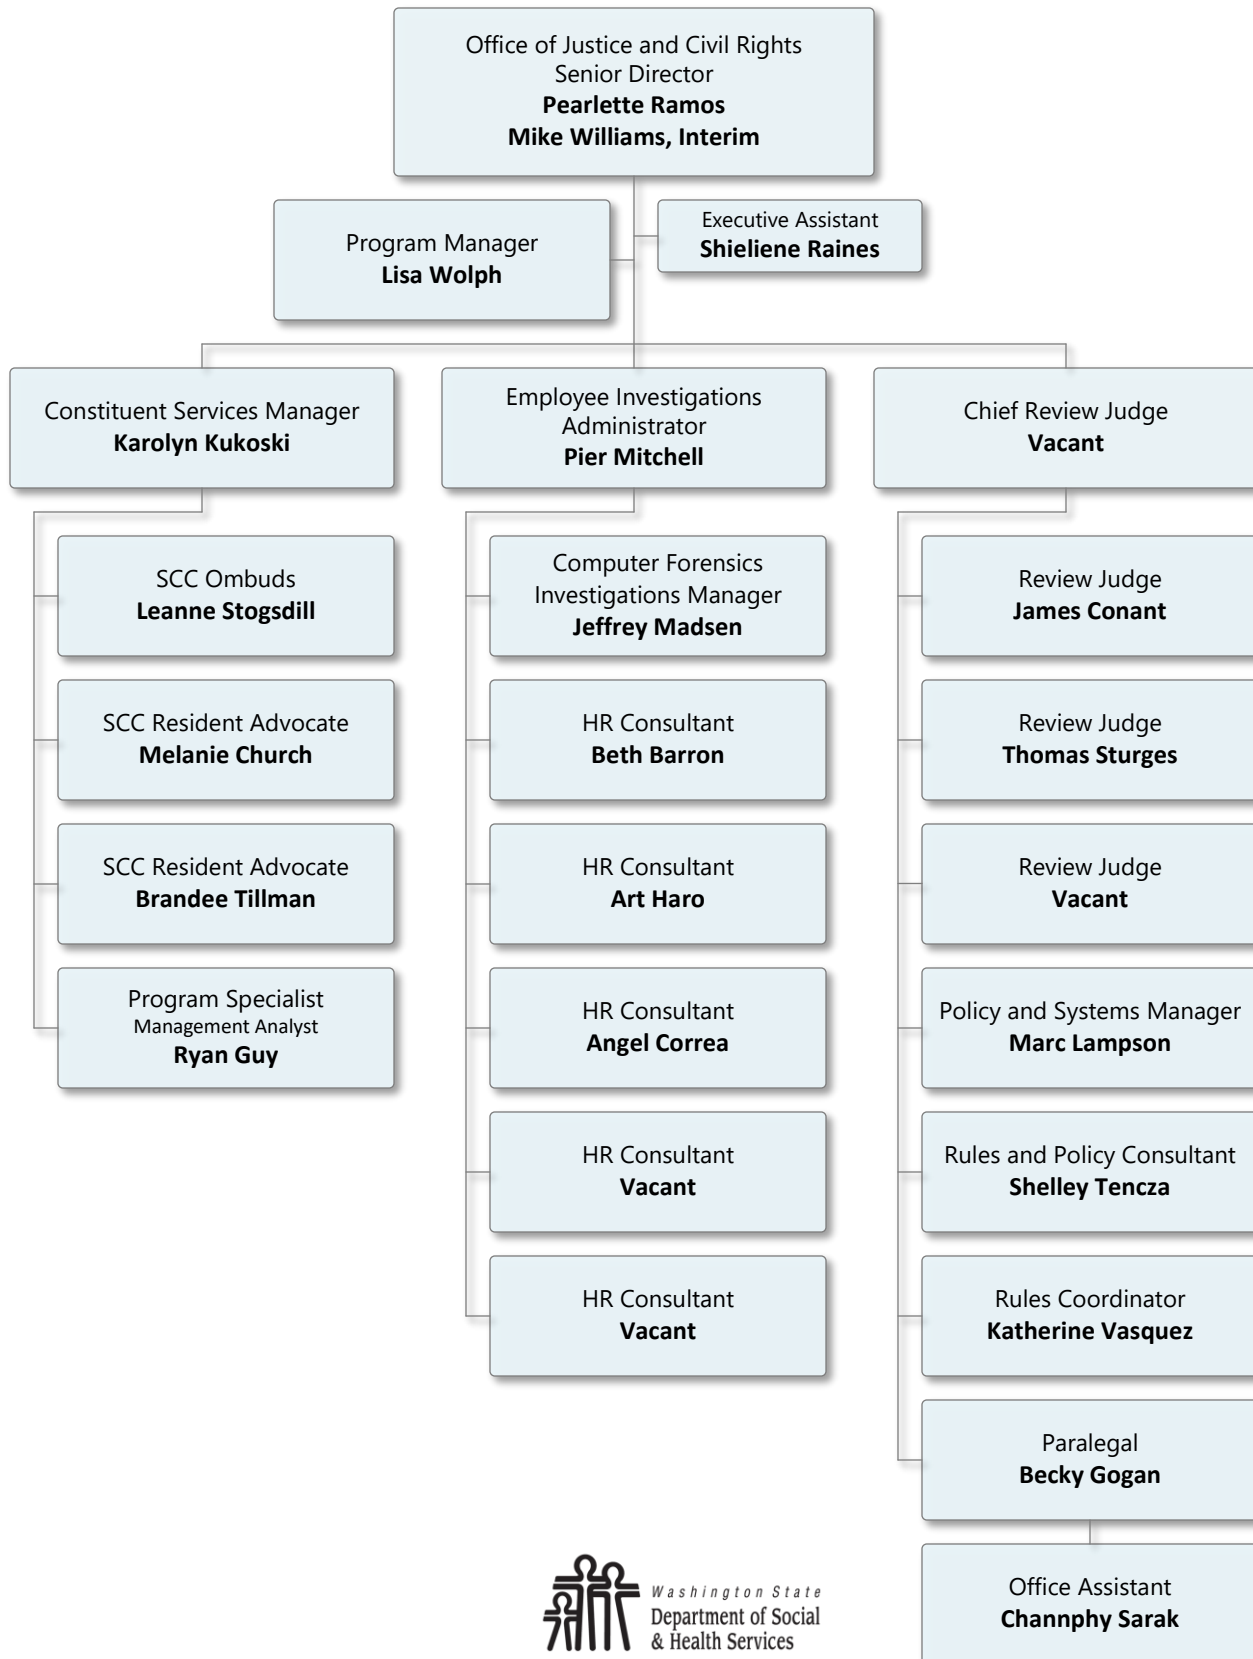 Office of Justice and Civil Rights
Senior Director
Pearlette Ramos
Mike Williams, Interim
Program Manager
Lisa Wolph
Executive Assistant
Shieliene Raines
Constituent Services Manager
Karolyn Kukoski
Employee Investigations
Administrator
Pier Mitchell
Chief Review Judge
Vacant
SCC Ombuds
Leanne Stogsdill
SCC Resident Advocate
Melanie Church
SCC Resident Advocate
Brandee Tillman
Program Specialist
Management Analyst
Ryan Guy
Computer Forensics
Investigations Manager
Jeffrey Madsen
HR Consultant
Beth Barron
HR Consultant
Art Haro
HR Consultant
Angel Correa
HR Consultant
Vacant
HR Consultant
Vacant
Review Judge
James Conant
Review Judge
Thomas Sturges
Review Judge
Vacant
Policy and Systems Manager
Marc Lampson
Rules and Policy Consultant
Shelley Tencza
Rules Coordinator
Katherine Vasquez
Paralegal
Becky Gogan
Office Assistant
Channphy Sarak
Washington State
Department of Social
& Health Services